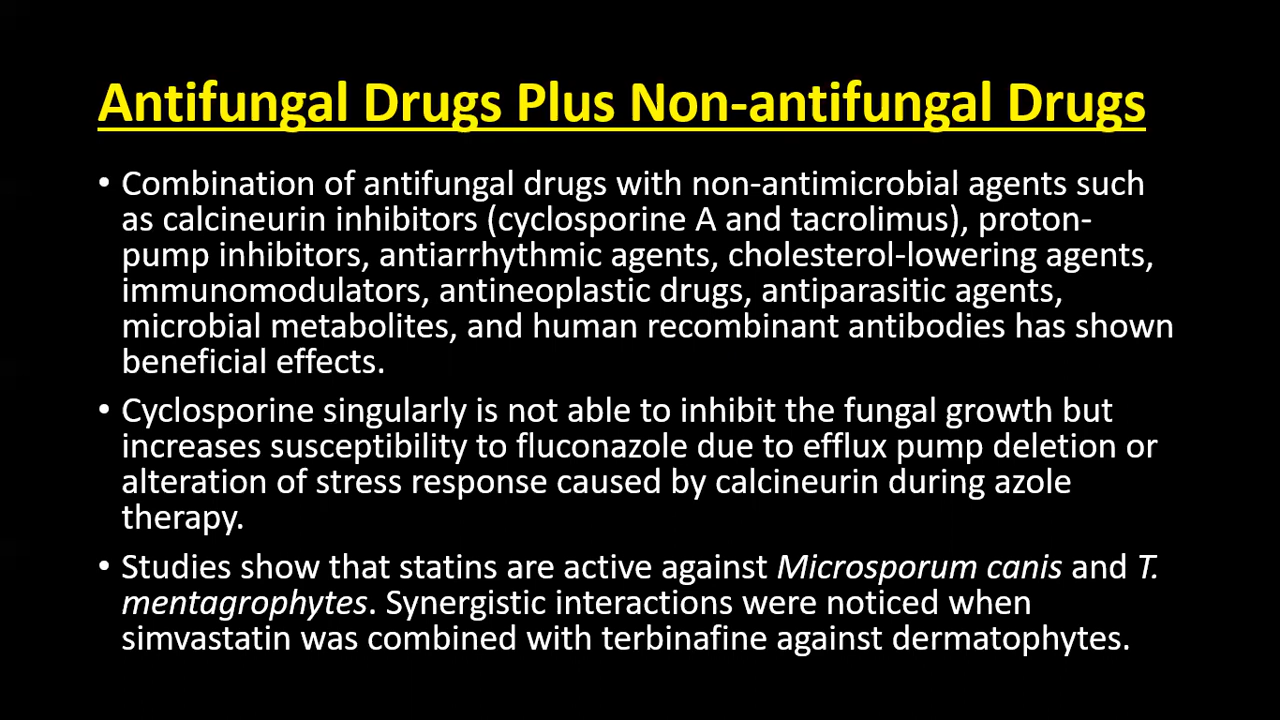 Antifungal Drugs Plus Non-antifungal Drugs
• Combination of antifungal drugs with non-antimicrobial agents such
as calcineurin inhibitors (cyclosporine A and tacrolimus), proton-
pump inhibitors, antiarrhythmic agents, cholesterol-lowering agents,
immunomodulators, antineoplastic drugs, antiparasitic agents,
microbial metabolites, and human recombinant antibodies has shown
beneficial effects.
• Cyclosporine singularly is not able to inhibit the fungal growth but
increases susceptibility to fluconazole due to efflux pump deletion or
alteration of stress response caused by calcineurin during azole
therapy.
• Studies show that statins are active against Microsporum canis and T.
mentagrophytes. Synergistic interactions were noticed when
simvastatin was combined with terbinafine against dermatophytes.